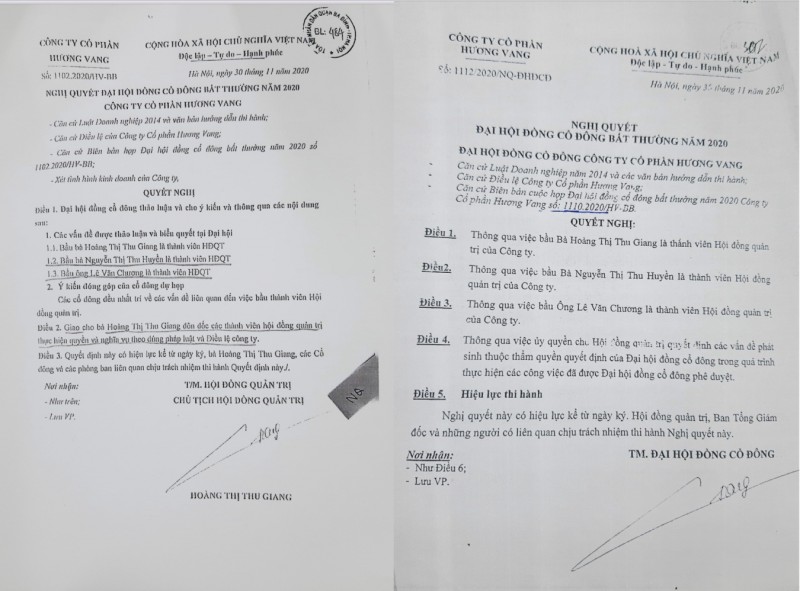 CÔNG TY CỔ PHẦN
HƯƠNG VANG
Số: 1102.2020/HV-BB
CỘNG HÒA XÃ HỘI CHỦ NGHĨA VIỆT NAM
Độc lập - Tự do - Hạnh phúc
BL: 484
Hà Nội, ngày 30 tháng 11 năm 2020
NGHỊ QUYẾT ĐẠI HỘI ĐỒNG CỔ ĐÔNG BẤT THƯỜNG NĂM 2020
CÔNG TY CỔ PHẦN HƯƠNG VANG
- Căn cứ Luật Doanh nghiệp 2014 và văn bản hướng dẫn thi hành;
- Căn cứ Điều lệ của Công ty Cổ phần Hương Vang;
- Căn cứ Biên bản họp Đại hội đồng cổ đông bất thường năm 2020 số
1102.2020/HV-BB;
- Xét tình hình kinh doanh của Công ty,
QUYẾT NGHỊ
Điều 1. Đại hội đồng cổ đông thảo luận và cho ý kiến và thông qua các nội dung
sau:
1. Các vấn đề được thảo luận và biểu quyết tại Đại hội
1.1. Bầu bà Hoàng Thị Thu Giang là thành viên HĐQT
1.2. Bầu bà Nguyễn Thị Thu Huyền là thành viên HĐQT
1.3. Bầu ông Lê Văn Chương là thành viên HĐQT
2. Ý kiến đóng góp của cổ đông dự họp
Các cổ đông đều nhất trí về các vấn đề liên quan đến việc bầu thành viên Hội
đồng quản trị.
Điều 2. Giao cho bà Hoàng Thị Thu Giang đôn đốc các thành viên hội đồng quản trị
thực hiện quyền và nghĩa vụ theo đúng pháp luật và Điều lệ công ty.
Điều 3. Quyết định này có hiệu lực kể từ ngày ký, bà Hoàng Thị Thu Giang, các Cổ
đông và các phòng ban liên quan chịu trách nhiệm thi hành Quyết định này./.
Nơi nhận:
- Như trên;
- Lưu VP.
T/M. HỘI ĐỒNG QUẢN TRỊ
CHỦ TỊCH HỘI ĐỒNG QUẢN TRỊ
NQ
HOÀNG THỊ THU GIANG
CÔNG TY CỔ PHẦN
HƯƠNG VANG
Số: 1112/2020/NQ-ĐHĐCĐ
CỘNG HOÀ XÃ HỘI CHỦ NGHĨA VIỆT NAM
Độc lập - Tự do - Hạnh phúc
Hà Nội, ngày 30 tháng 11 năm 2020
NGHỊ QUYẾT
ĐẠI HỘI ĐỒNG CỔ ĐÔNG BẤT THƯỜNG NĂM 2020
ĐẠI HỘI ĐỒNG CỔ ĐÔNG CÔNG TY CỔ PHẦN HƯƠNG VANG
- Căn cứ Luật Doanh nghiệp năm 2014 và các văn bản hướng dẫn thi hành;
- Căn cứ Điều lệ Công ty Cổ phần Hương Vang;
- Căn cứ Biên bản cuộc họp Đại hội đồng cổ đông bất thường năm 2020 Công ty
Cổ phần Hương Vang số: 1110.2020/HV-BB.
QUYẾT NGHỊ:
Điều 1. Thông qua việc bầu Bà Hoàng Thị Thu Giang là thành viên Hội đồng quản
trị của Công ty.
Điều2. Thông qua việc bầu Bà Nguyễn Thị Thu Huyền là thành viên Hội đồng
quản trị của Công ty.
Điều 3. Thông qua việc bầu Ông Lê Văn Chương là thành viên Hội đồng quản trị
của Công ty.
Điều 4. Thông qua việc ủy quyền cho Hội đồng quản trị quyết định các vấn đề phát
sinh thuộc thẩm quyền quyết định của Đại hội đồng cổ đông trong quá trình
thực hiện các công việc đã được Đại hội đồng cổ đông phê duyệt.
Điều 5. Hiệu lực thi hành
Nghị quyết này có hiệu lực kể từ ngày ký. Hội đồng quản trị, Ban Tổng Giám
đốc và những người có liên quan chịu trách nhiệm thi hành Nghị quyết này.
Nơi nhận:
- Như Điều 6;
- Lưu VP.
TM. ĐẠI HỘI ĐỒNG CỔ ĐÔNG